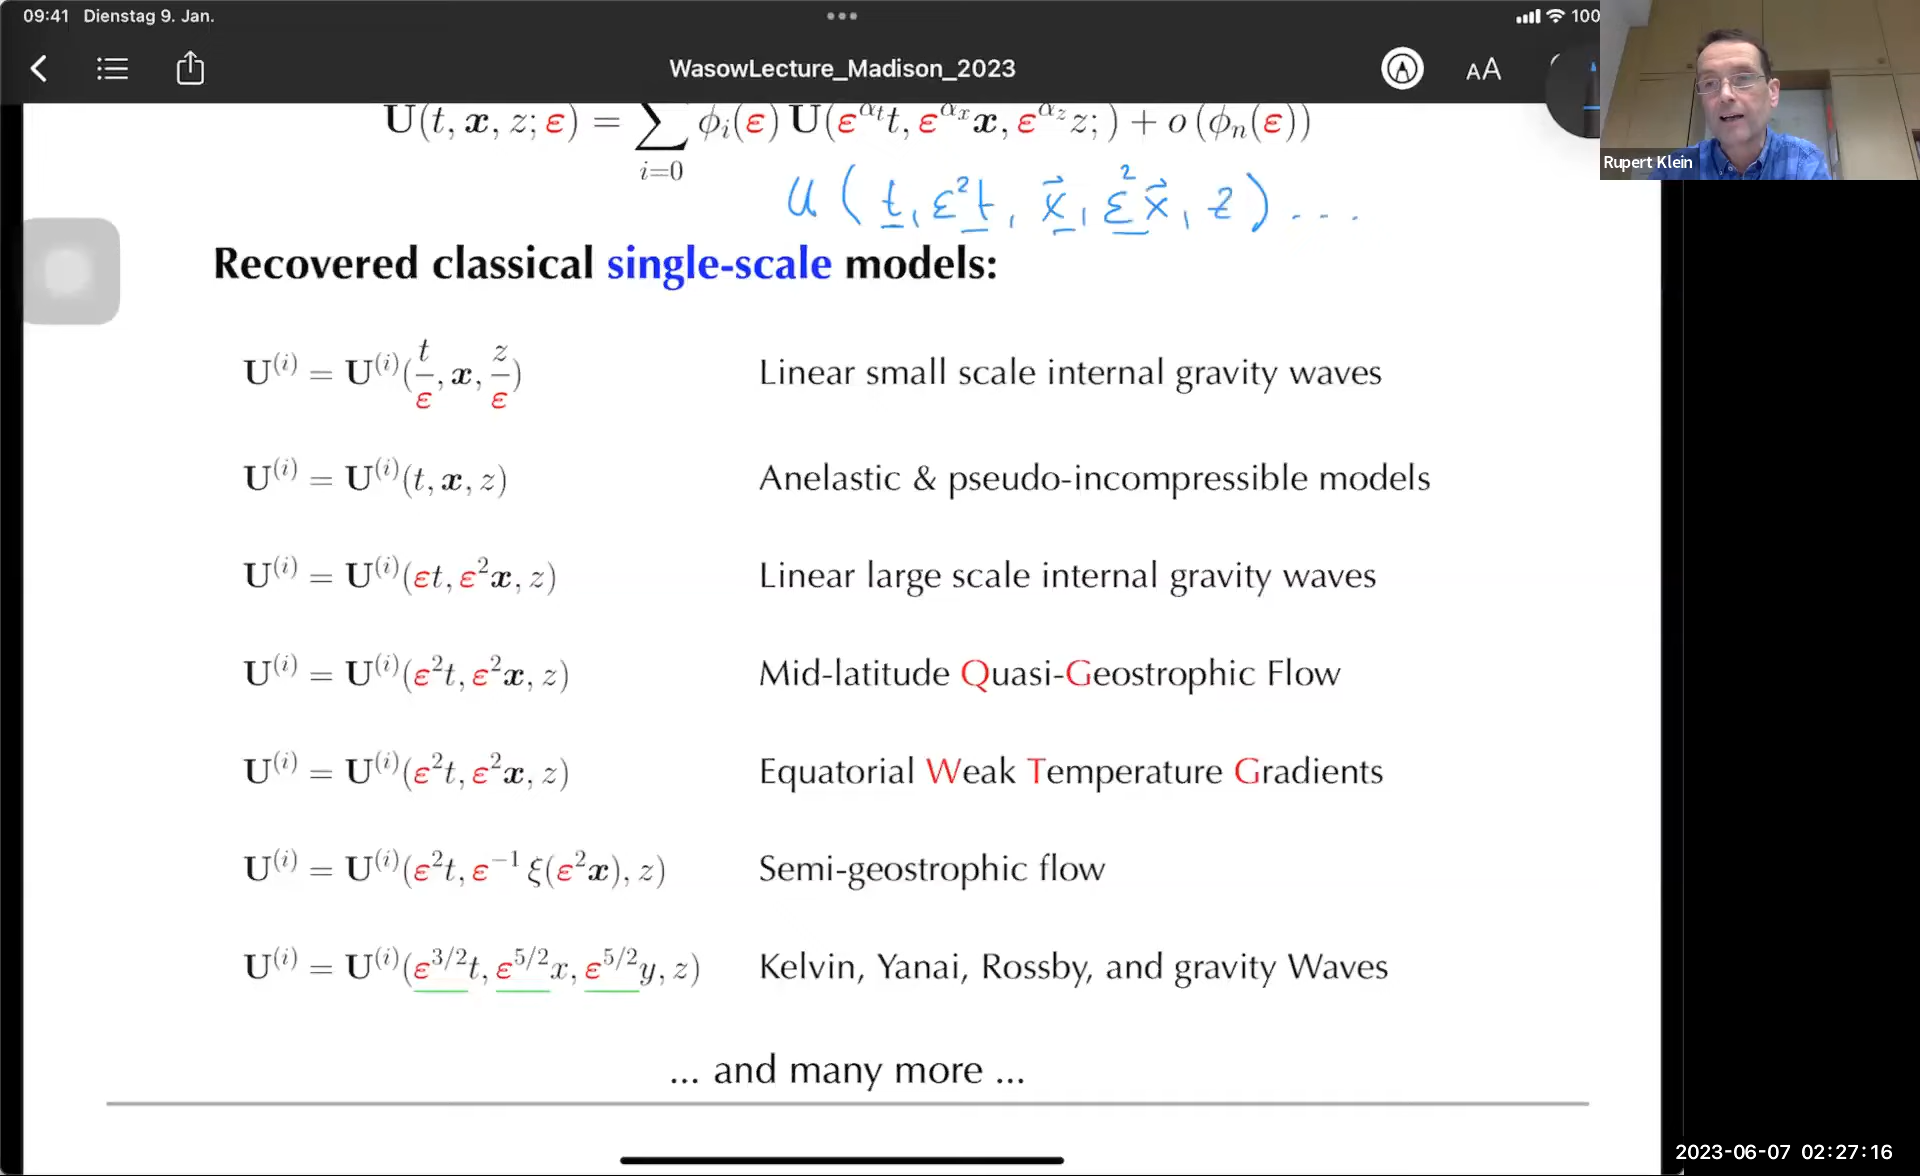 09:41 Dienstag 9. Jan.
100
WasowLecture_Madison_2023
AA
U(t, x, z; ε) = ∑_{i=0} ϕ_i(ε) U(ε^{α_t}t, ε^{α_x}x, ε^{α_z}z; ) + o (ϕ_n(ε))
U ( t, ε²t, x⃗, ε²x⃗, z ) ...
Rupert Klein
Recovered classical single-scale models:
U^{(i)} = U^{(i)}(t/ε, x, z/ε) Linear small scale internal gravity waves
U^{(i)} = U^{(i)}(t, x, z) Anelastic & pseudo-incompressible models
U^{(i)} = U^{(i)}(εt, ε²x, z) Linear large scale internal gravity waves
U^{(i)} = U^{(i)}(ε²t, ε²x, z) Mid-latitude Quasi-Geostrophic Flow
U^{(i)} = U^{(i)}(ε²t, ε²x, z) Equatorial Weak Temperature Gradients
U^{(i)} = U^{(i)}(ε²t, ε^{−1} ξ(ε²x), z) Semi-geostrophic flow
U^{(i)} = U^{(i)}(ε^{3/2}t, ε^{5/2}x, ε^{5/2}y, z) Kelvin, Yanai, Rossby, and gravity Waves
... and many more ...
2023-06-07 02:27:16